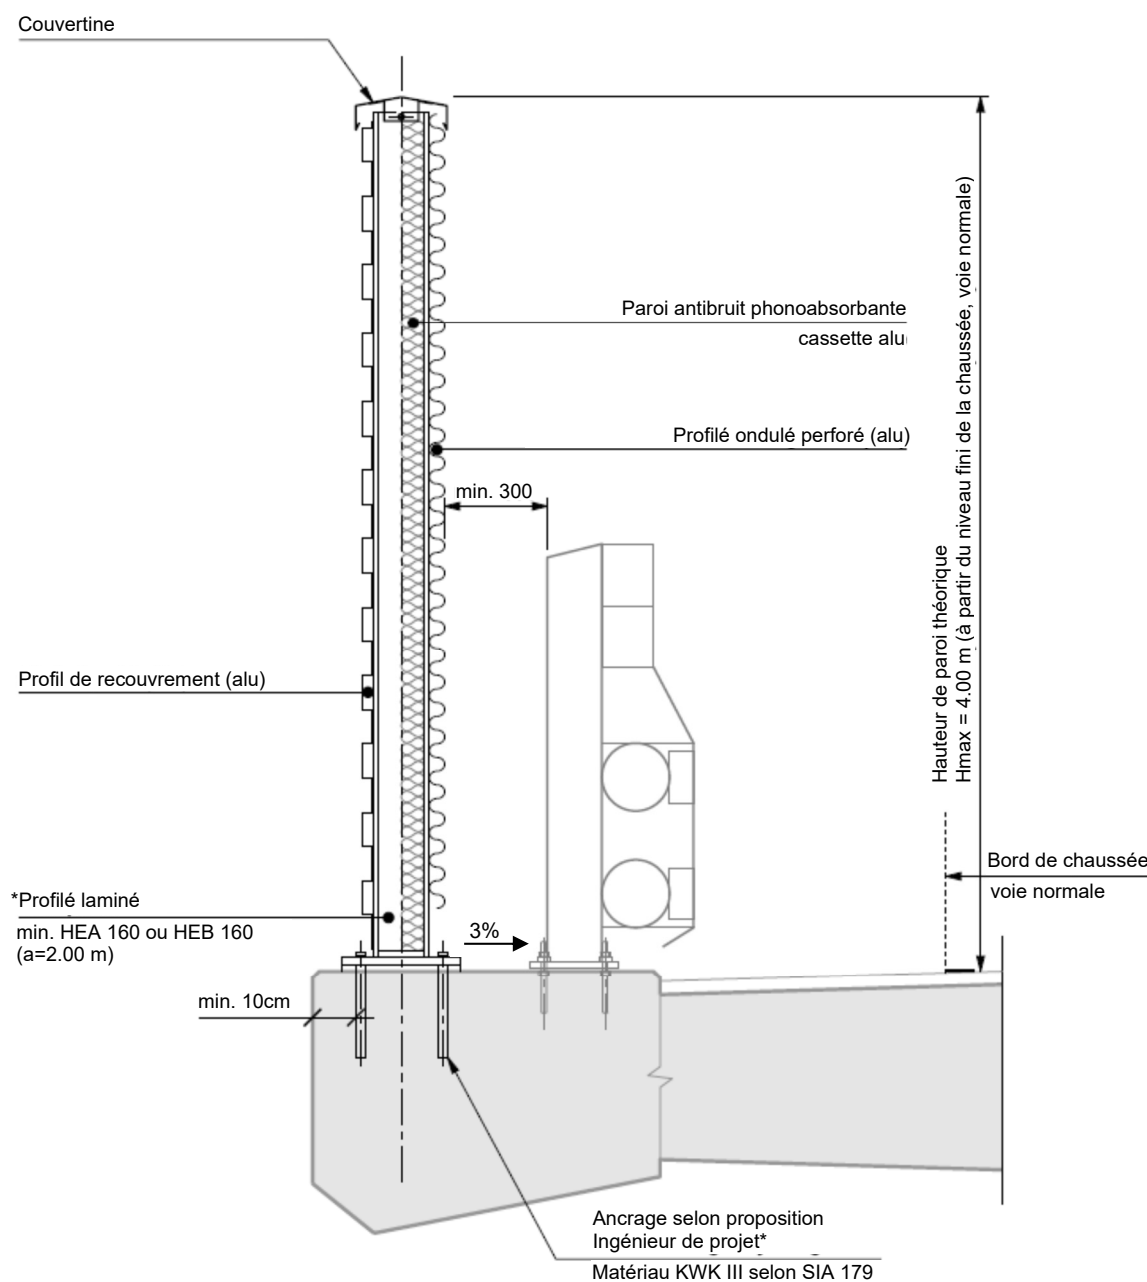 Couvertine
Paroi antibruit phonoabsorbante
cassette alu
Profilé ondulé perforé (alu)
min. 300
Hauteur de paroi théorique
Hmax = 4.00 m (à partir du niveau fini de la chaussée, voie normale)
Profil de recouvrement (alu)
Bord de chaussée
voie normale
*Profilé laminé
min. HEA 160 ou HEB 160
(a=2.00 m)
3%
min. 10cm
Ancrage selon proposition
Ingénieur de projet*
Matériau KWK III selon SIA 179